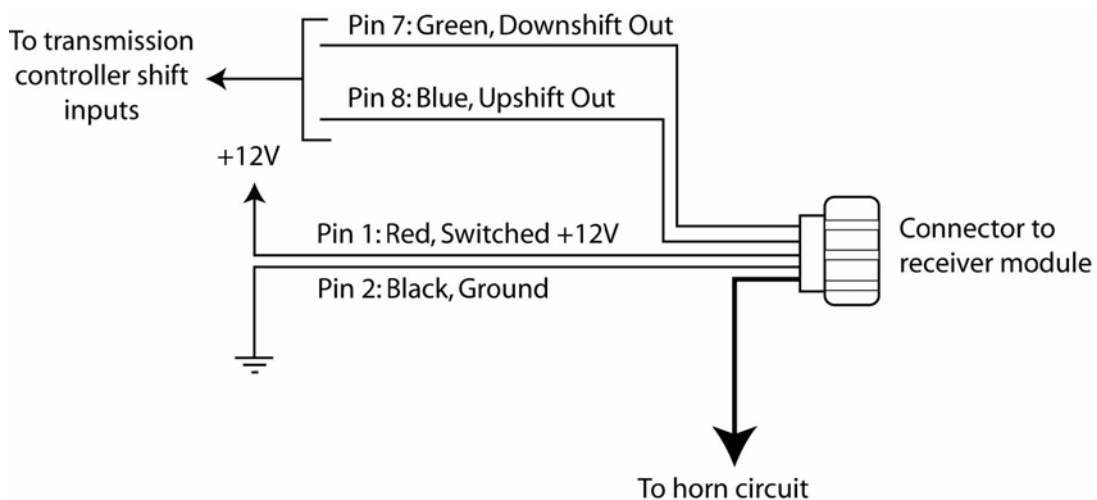 Pin 7: Green, Downshift Out
To transmission
controller shift
inputs
Pin 8: Blue, Upshift Out
+12V
Pin 1: Red, Switched +12V
Pin 2: Black, Ground
Connector to
receiver module
To horn circuit